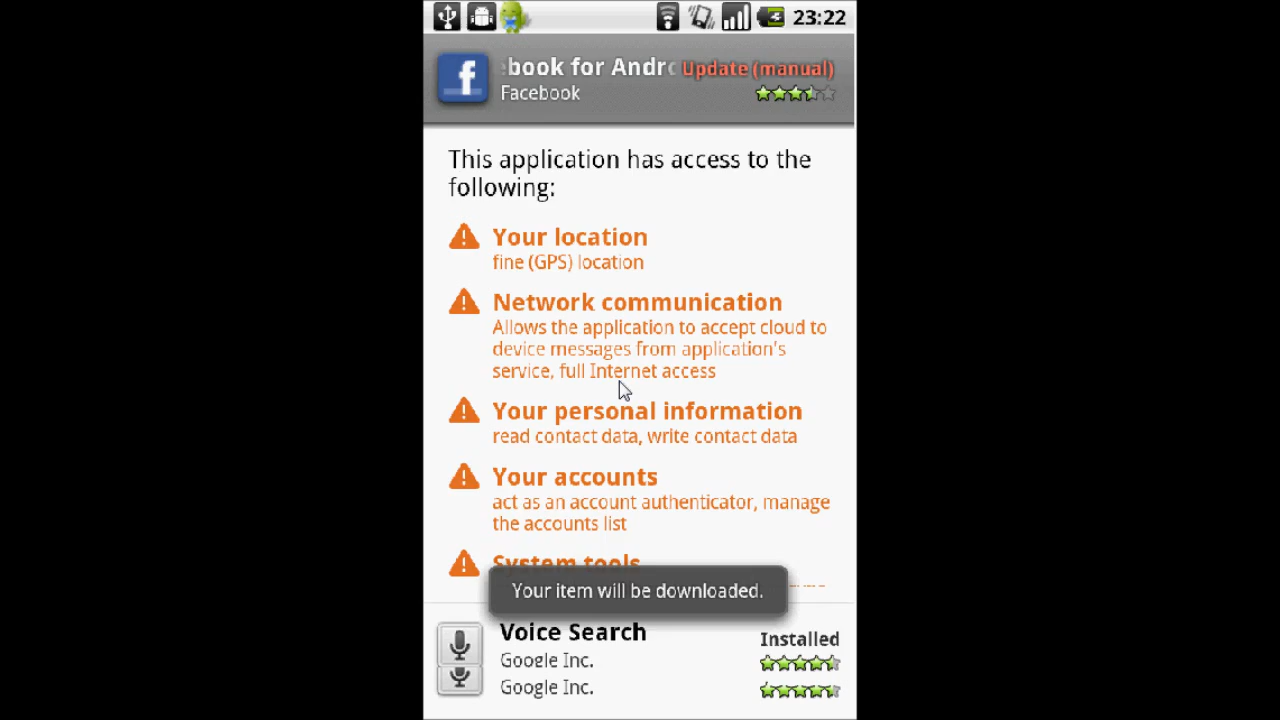 23:22
book for Andr
Update (manual)
Facebook
This application has access to the
following:
Your location
fine (GPS) location
Network communication
Allows the application to accept cloud to
device messages from application's
service, full Internet access
Your personal information
read contact data, write contact data
Your accounts
act as an account authenticator, manage
the accounts list
System tools
Your item will be downloaded.
Voice Search
Installed
Google Inc.
Google Inc.